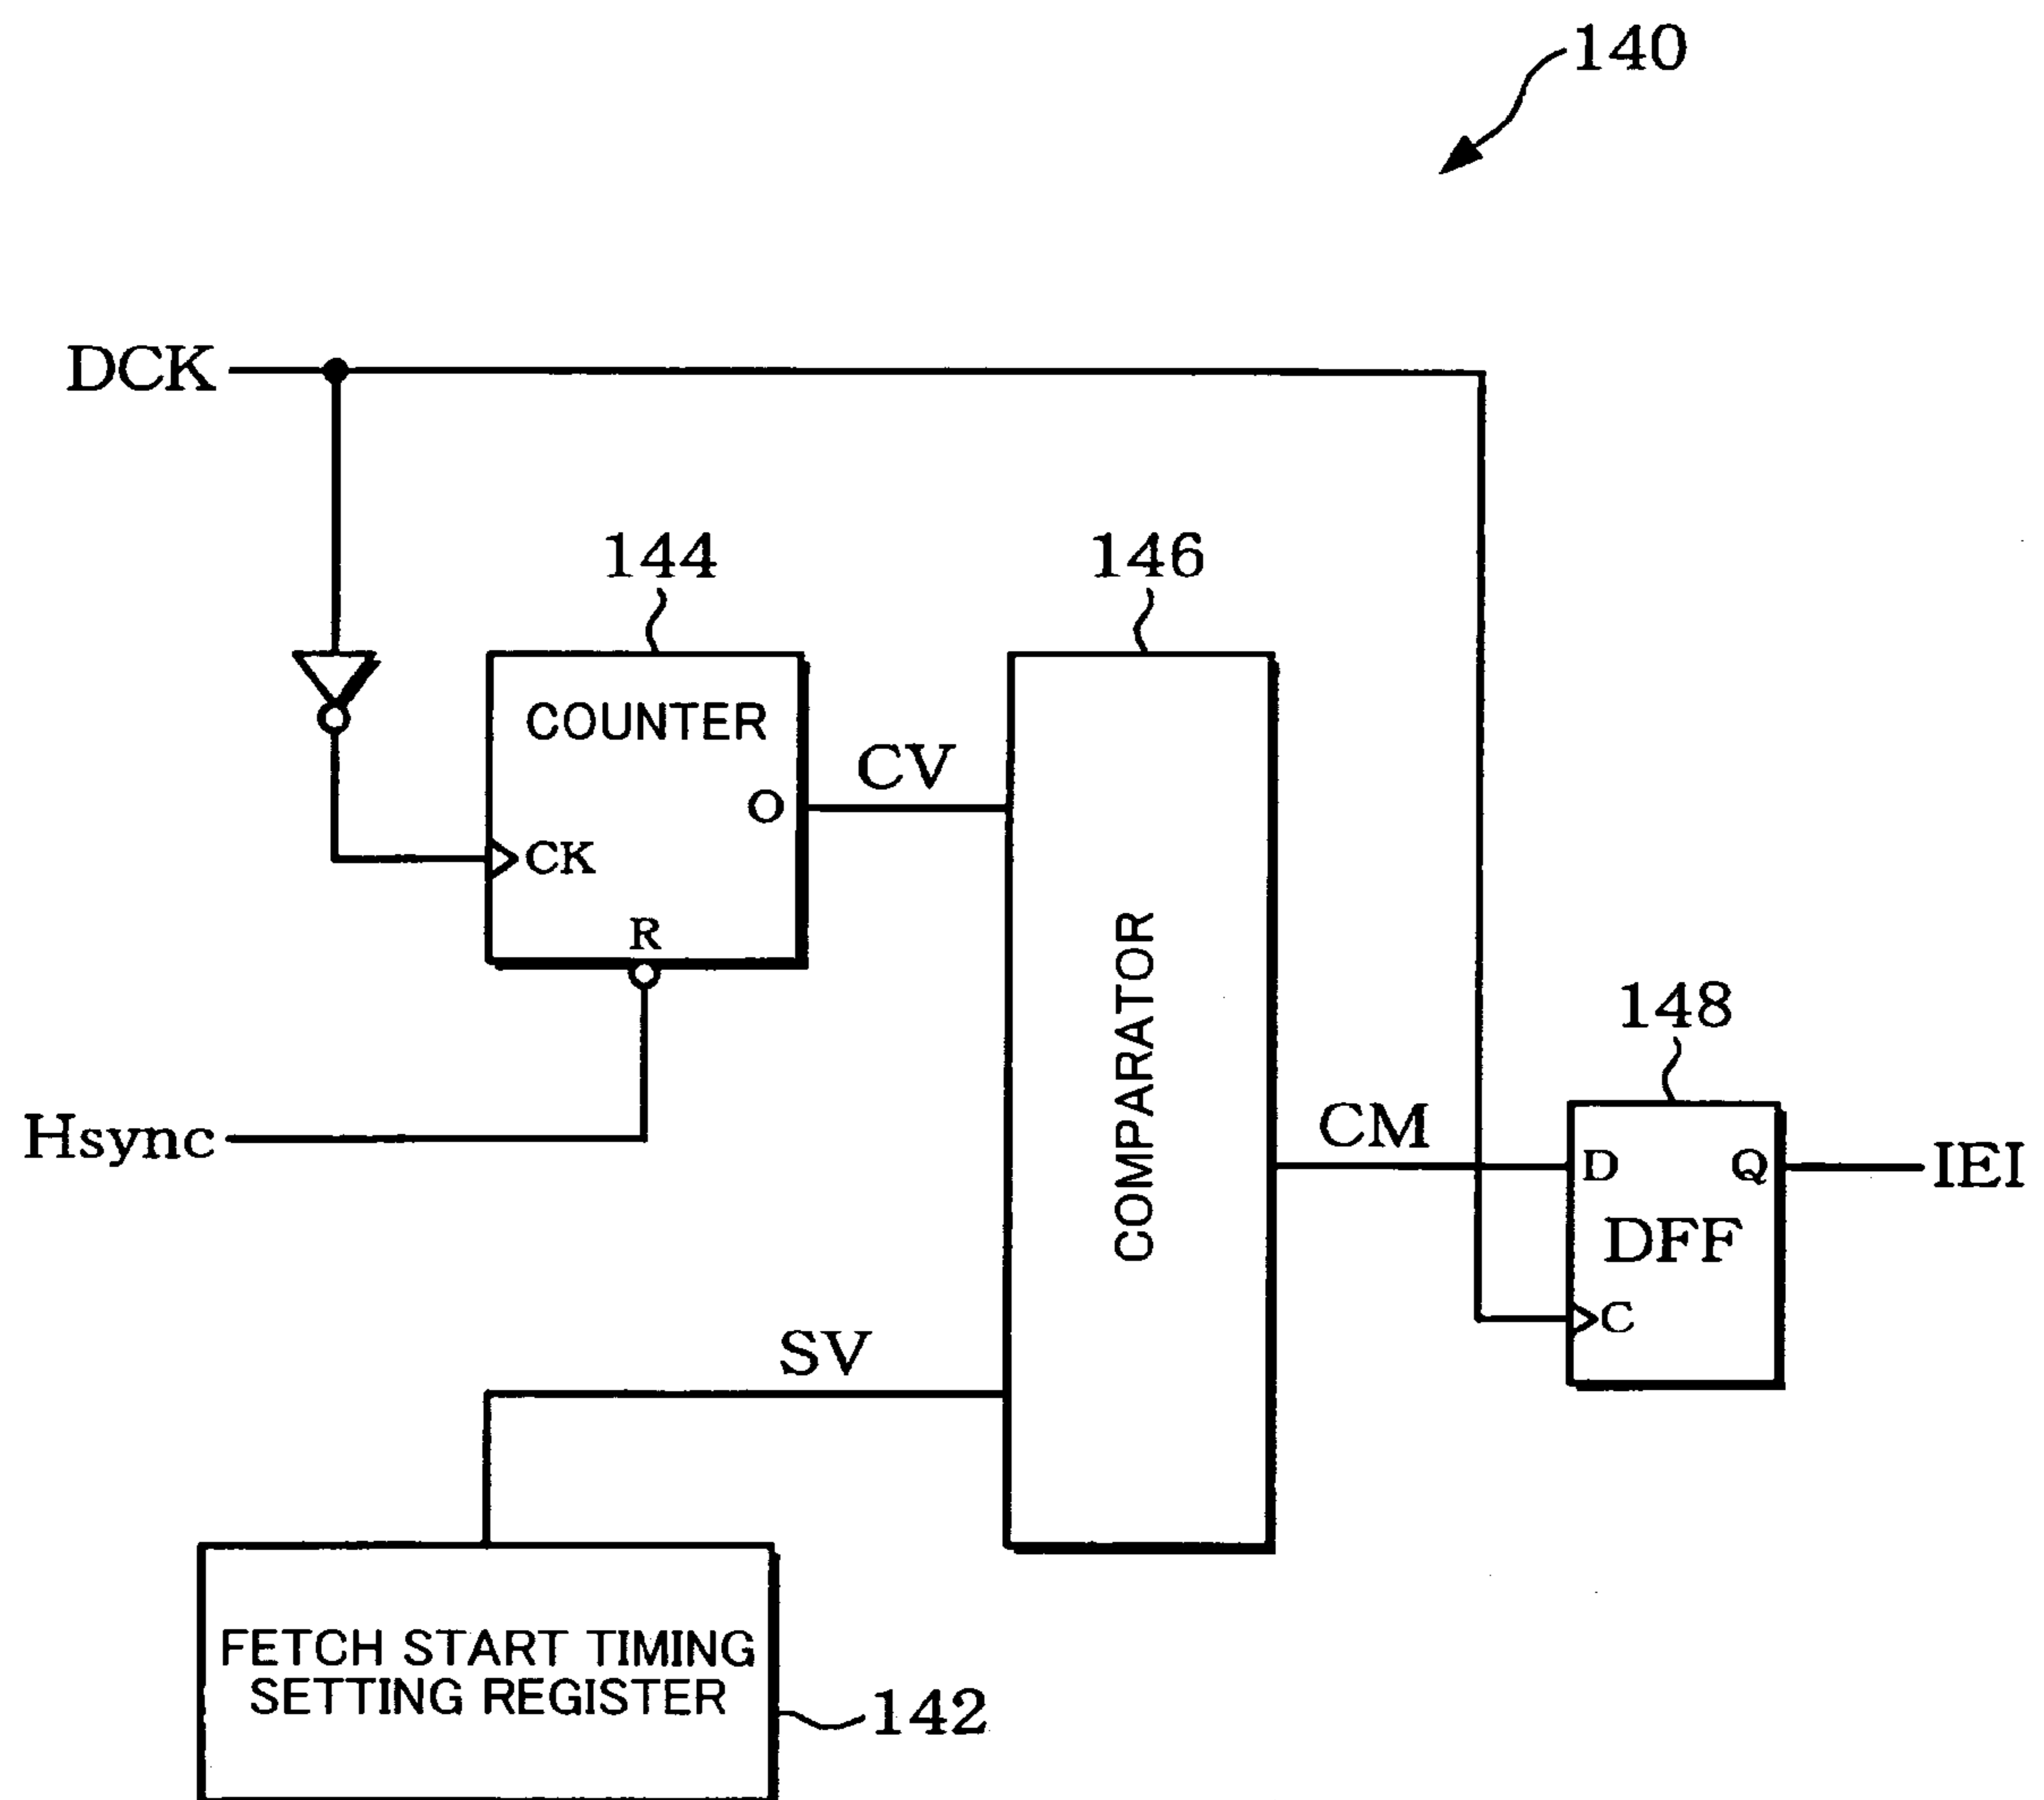 140
DCK
144
146
COUNTER
CV
O
CK
R
COMPARATOR
148
Hsync
CM
D
Q
IEI
DFF
C
SV
FETCH START TIMING
SETTING REGISTER
142